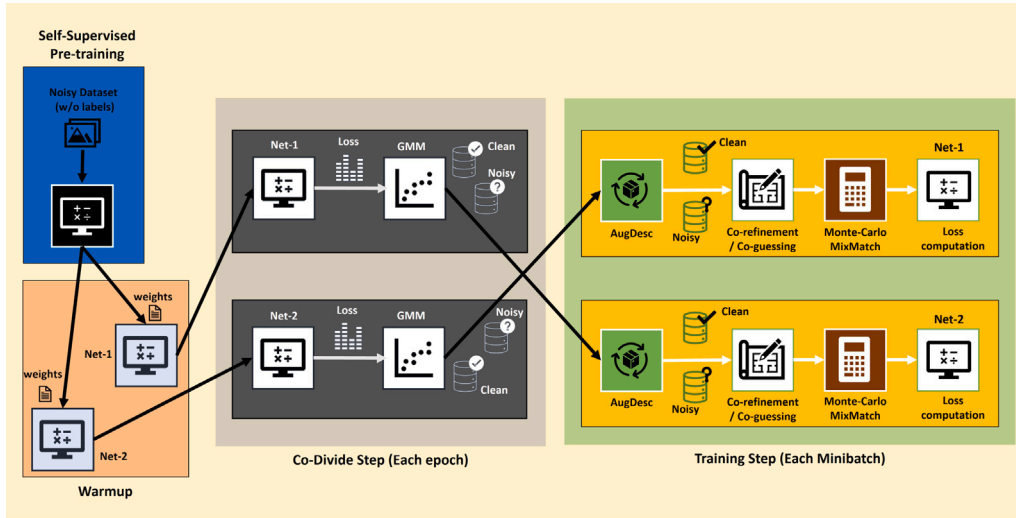 Self-Supervised
Pre-training
Noisy Dataset
(w/o labels)
weights
Net-1
weights
Net-2
Warmup
Net-1
Loss
GMM
Clean
Noisy
Net-2
Loss
GMM
Noisy
Clean
Co-Divide Step (Each epoch)
Clean
Net-1
AugDesc
Noisy
Co-refinement
/ Co-guessing
Monte-Carlo
MixMatch
Loss
computation
Clean
Net-2
AugDesc
Noisy
Co-refinement
/ Co-guessing
Monte-Carlo
MixMatch
Loss
computation
Training Step (Each Minibatch)